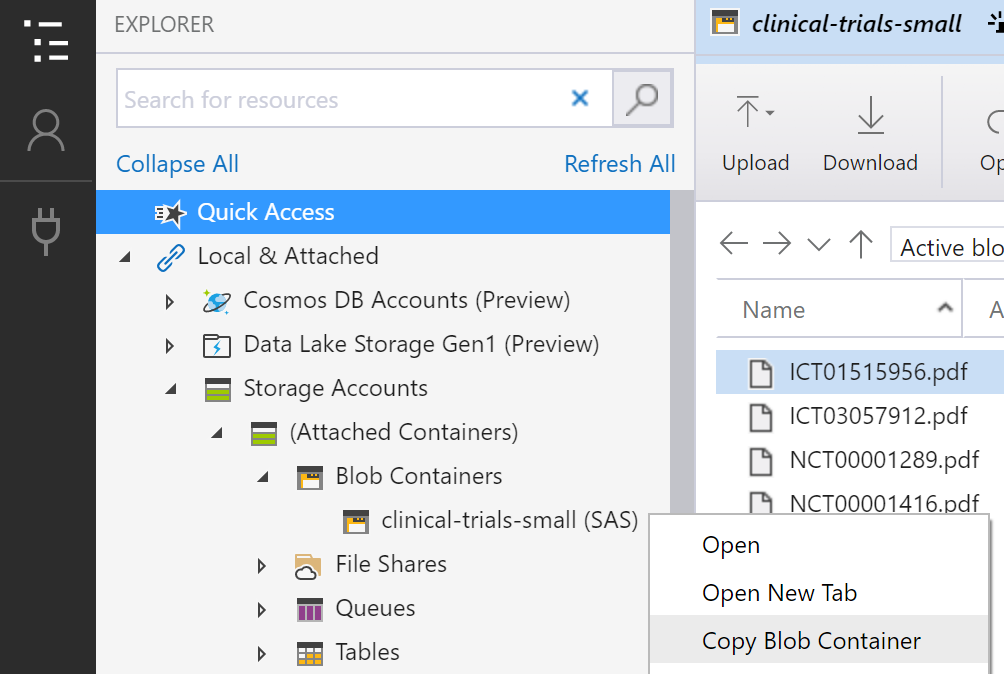 EXPLORER
Search for resources
Collapse All
Refresh All
Quick Access
Local & Attached
Cosmos DB Accounts (Preview)
Data Lake Storage Gen1 (Preview)
Storage Accounts
(Attached Containers)
Blob Containers
clinical-trials-small (SAS)
File Shares
Queues
Tables
clinical-trials-small
Upload
Download
Op
Active blo
Name
A
ICT01515956.pdf
ICT03057912.pdf
NCT00001289.pdf
NCT00001416.pdf
Open
Open New Tab
Copy Blob Container